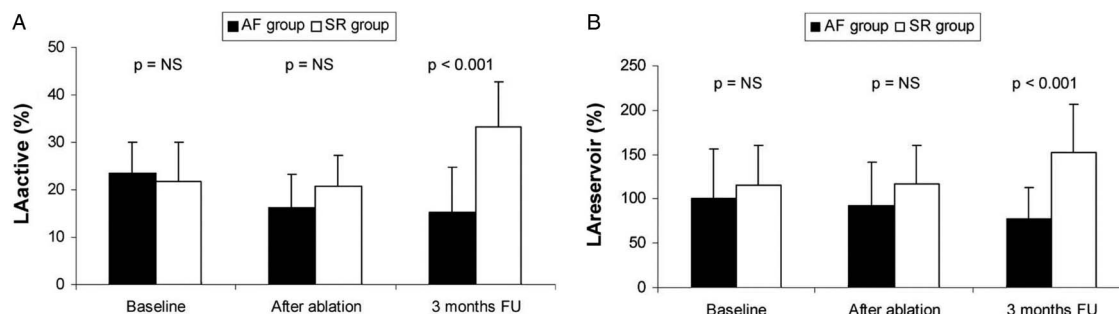 A
AF group SR group
p = NS p = NS p < 0.001
LAactive (%)
50
40
30
20
10
0
Baseline After ablation 3 months FU
B
AF group SR group
p = NS p = NS p < 0.001
LAreservoir (%)
250
200
150
100
50
0
Baseline After ablation 3 months FU